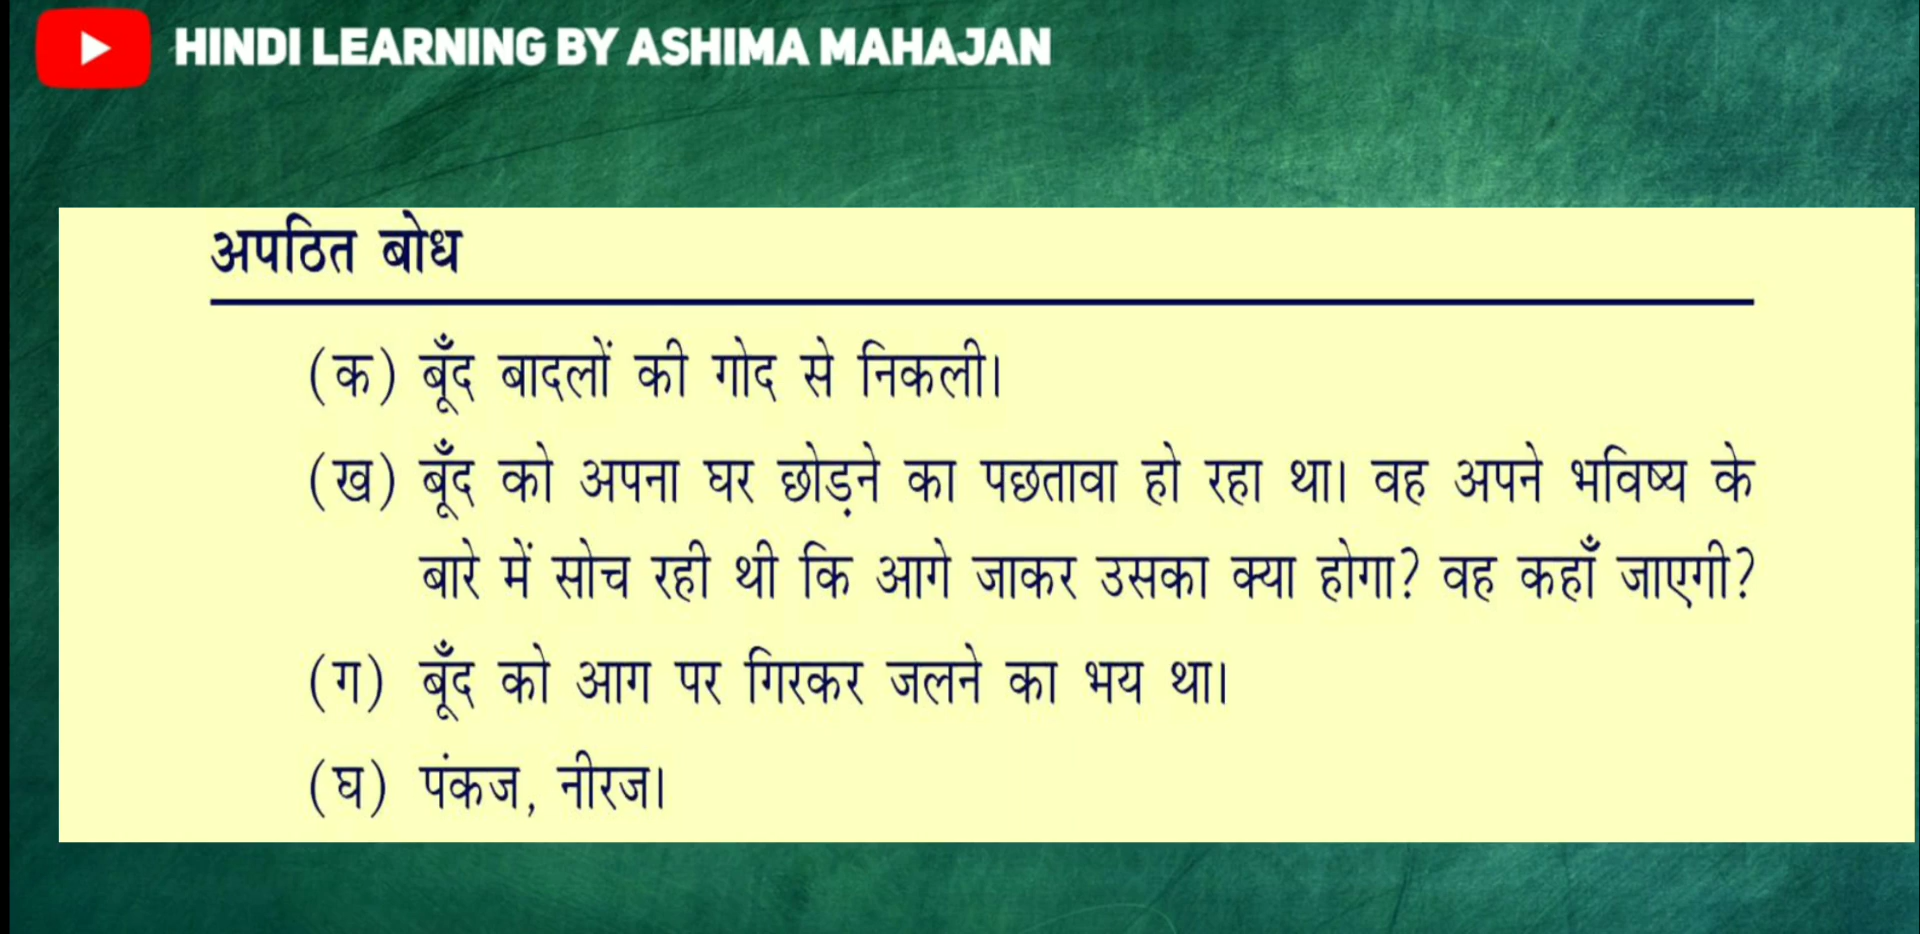 HINDI LEARNING BY ASHIMA MAHAJAN
अपठित बोध
(क) बूँद बादलों की गोद से निकली।
(ख) बूँद को अपना घर छोड़ने का पछतावा हो रहा था। वह अपने भविष्य के
बारे में सोच रही थी कि आगे जाकर उसका क्या होगा? वह कहाँ जाएगी?
(ग) बूँद को आग पर गिरकर जलने का भय था।
(घ) पंकज, नीरज।